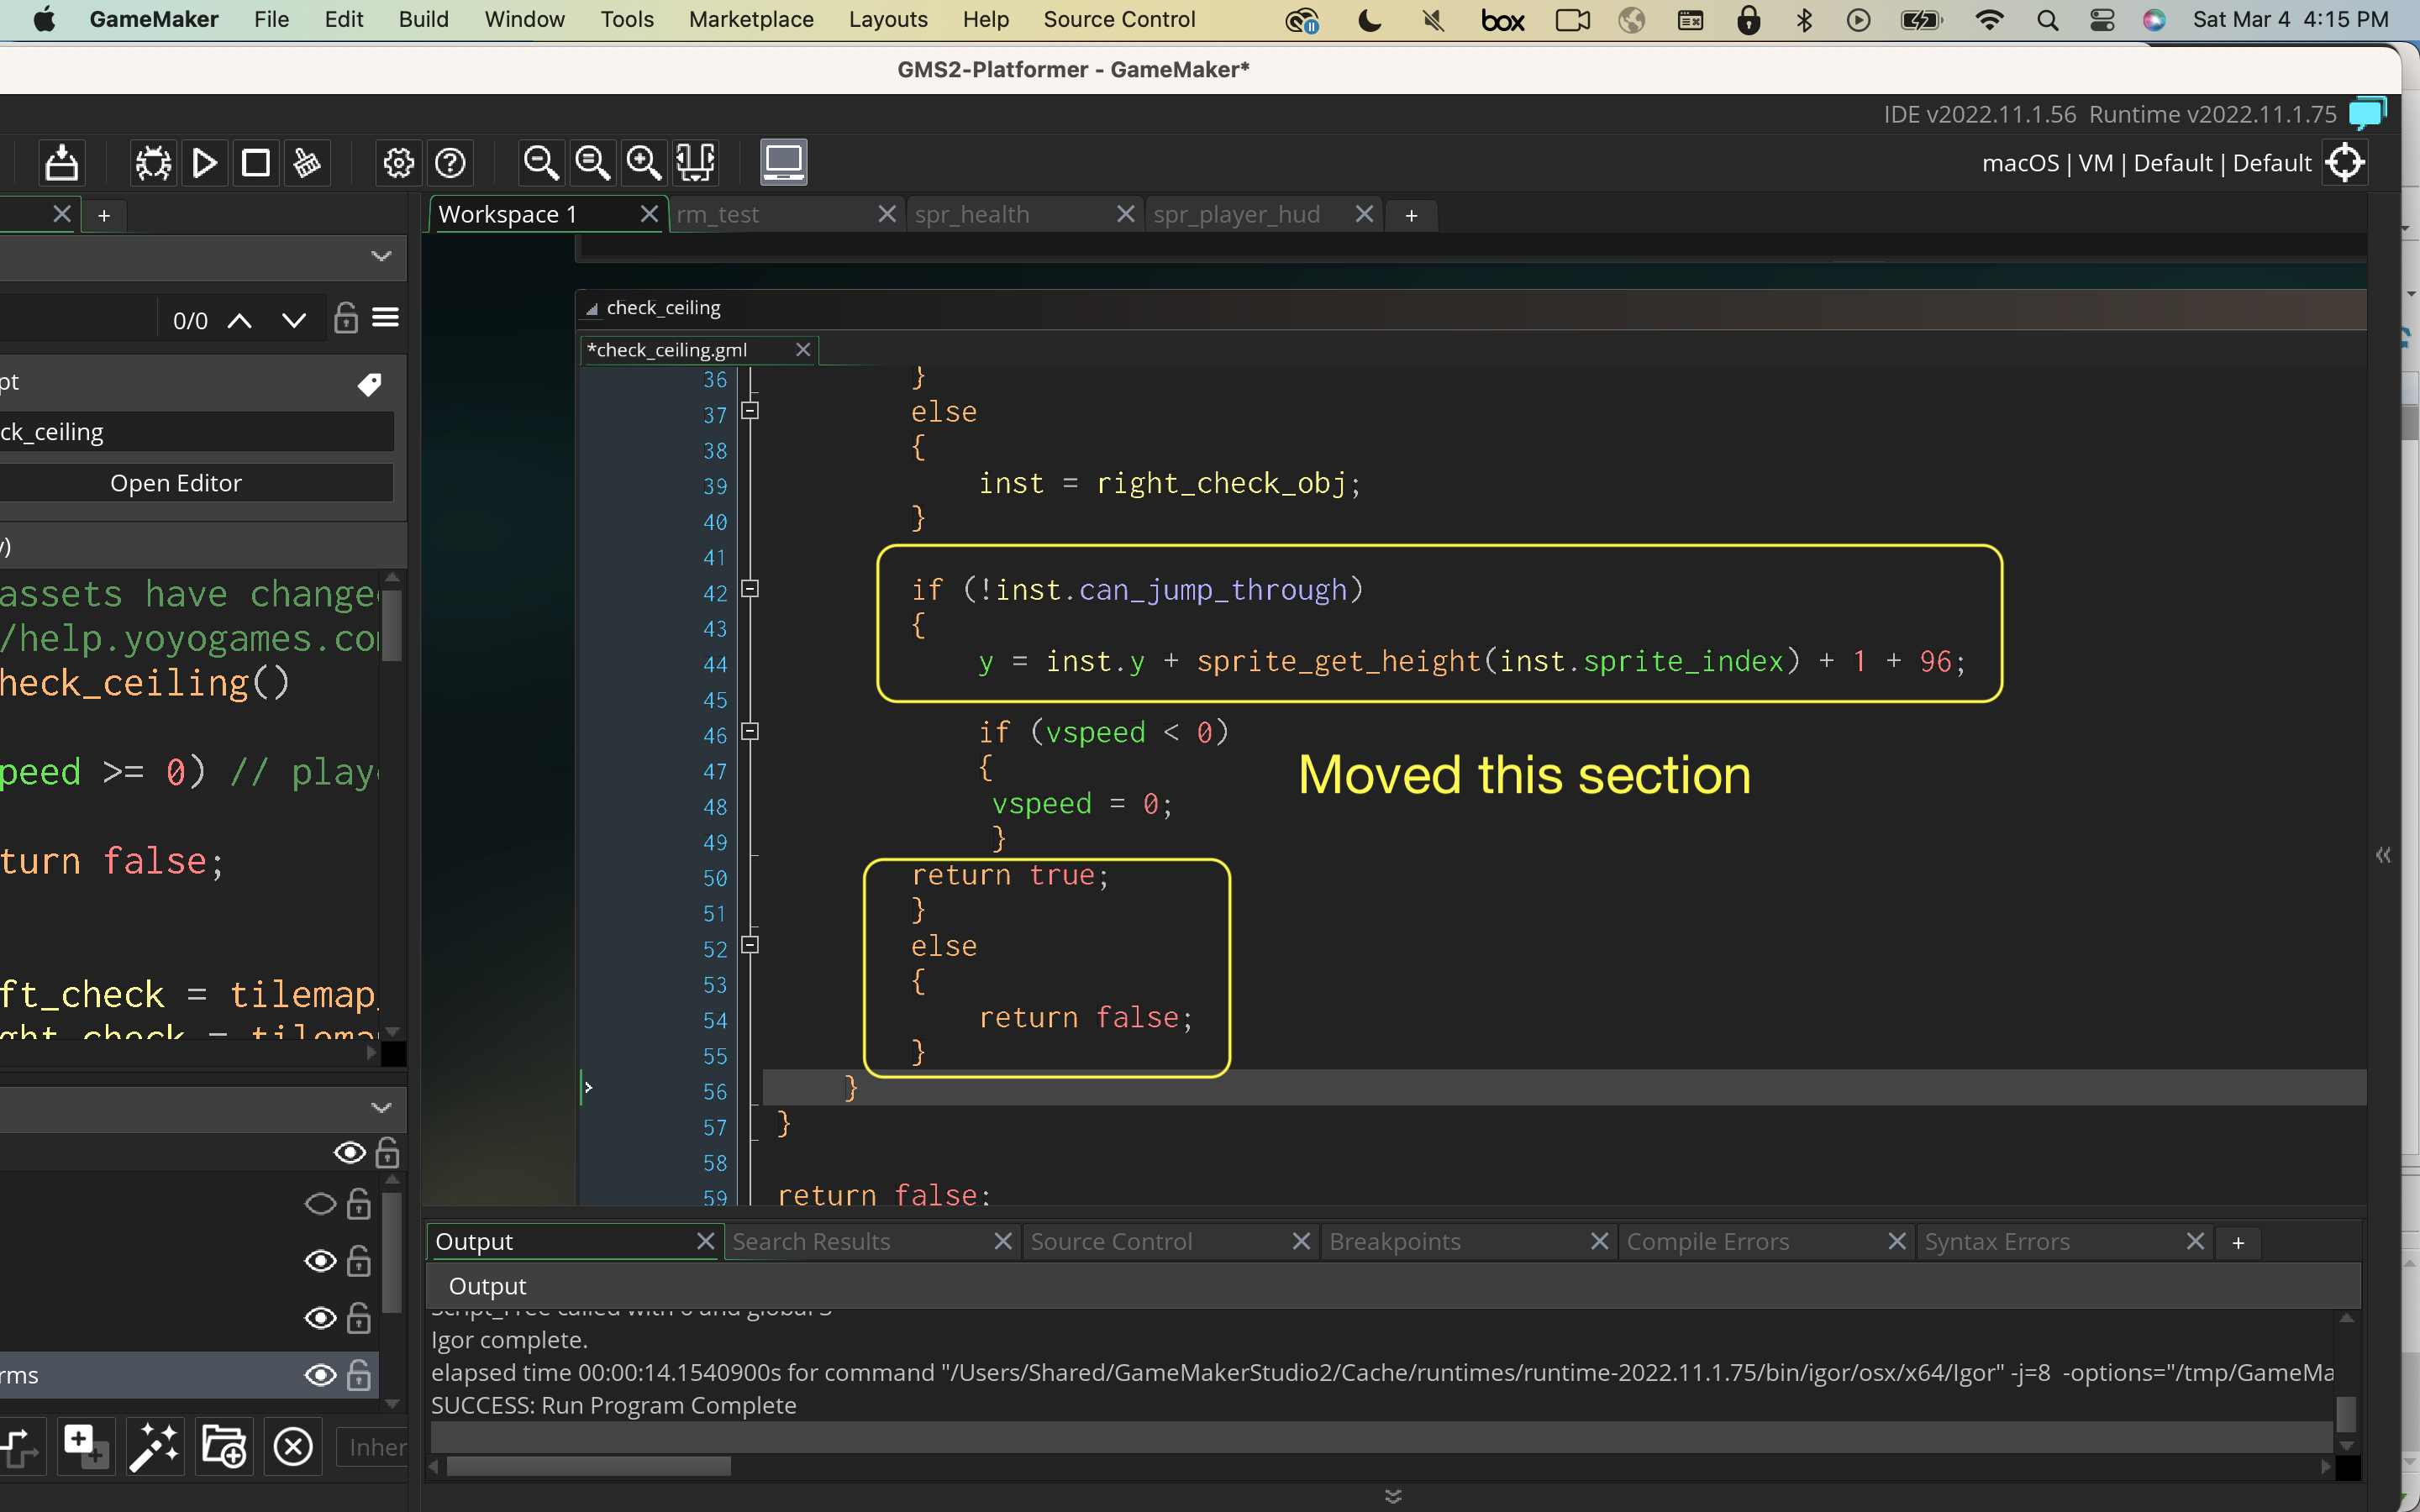 GameMaker File Edit Build Window Tools Marketplace Layouts Help Source Control box Sat Mar 4 4:15 PM
GMS2-Platformer - GameMaker*
IDE v2022.11.1.56 Runtime v2022.11.1.75
macOS | VM | Default | Default
Workspace 1 rm_test spr_health spr_player_hud +
+
0/0
pt
ck_ceiling
Open Editor
y)
assets have change
/help.yoyogames.co
heck_ceiling()
peed >= 0) // play
turn false;
ft_check = tilemap
ght_check = tilema
rms
Inher
check_ceiling
*check_ceiling.gml
36 }
37 else
38 {
39 inst = right_check_obj;
40 }
41
42 if (!inst.can_jump_through)
43 {
44 y = inst.y + sprite_get_height(inst.sprite_index) + 1 + 96;
45
46 if (vspeed < 0)
47 {
Moved this section
48 vspeed = 0;
49 }
50 return true;
51 }
52 else
53 {
54 return false;
55 }
56 }
57 }
58
59 return false;
Output Search Results Source Control Breakpoints Compile Errors Syntax Errors +
Output
Igor complete.
elapsed time 00:00:14.1540900s for command "/Users/Shared/GameMakerStudio2/Cache/runtimes/runtime-2022.11.1.75/bin/igor/osx/x64/Igor" -j=8 -options="/tmp/GameMa
SUCCESS: Run Program Complete